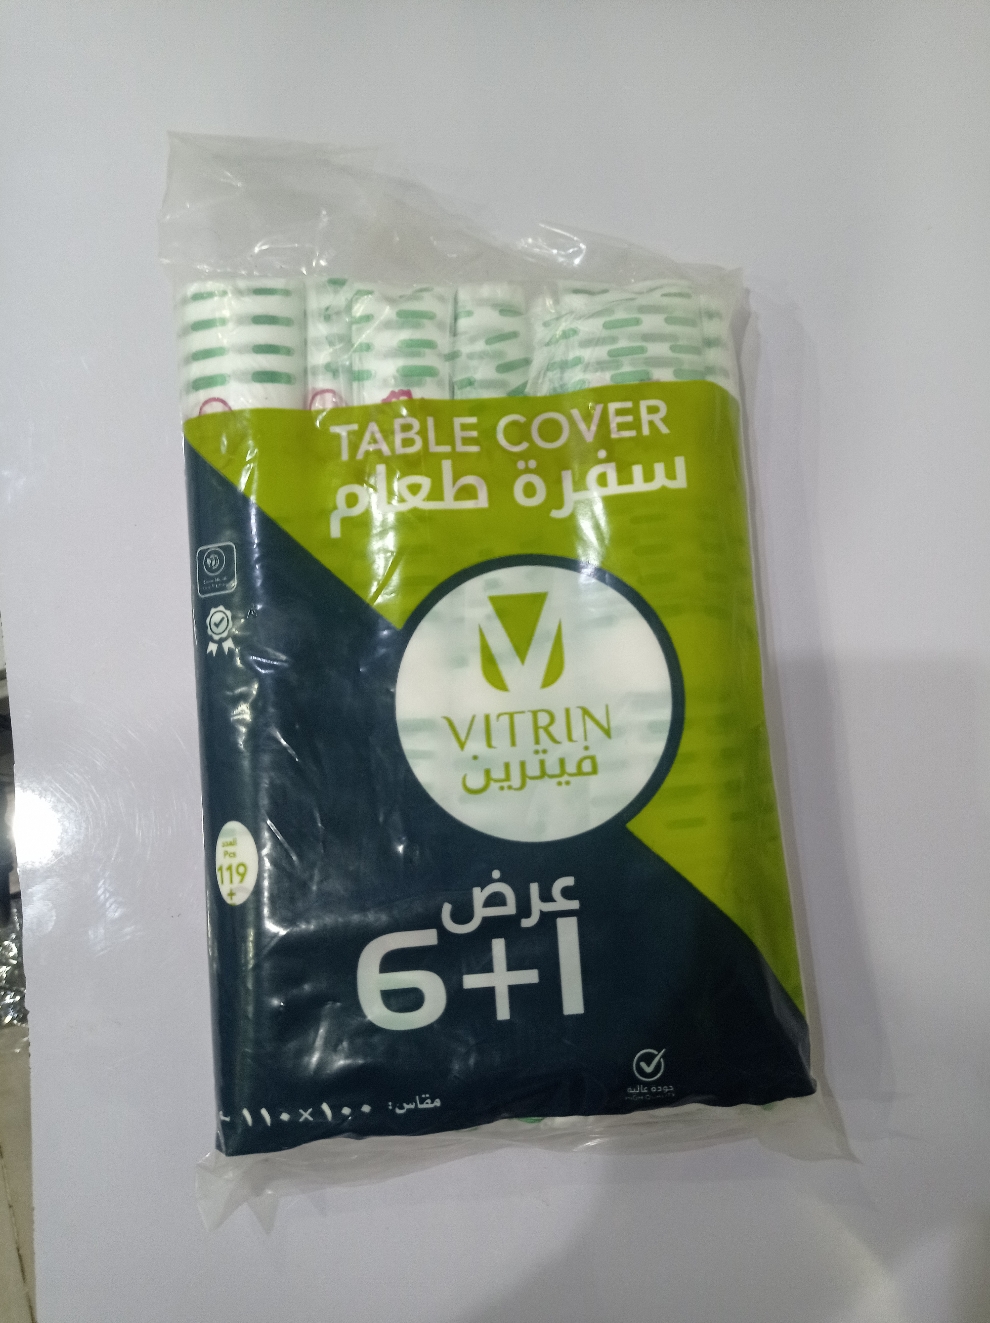 TABLE COVER
سفرة طعام
VITRIN
فيترين
العدد
Pcs
119
+
عرض
6+1
جودة عالية
مقاس: ١٠٠×١١٠